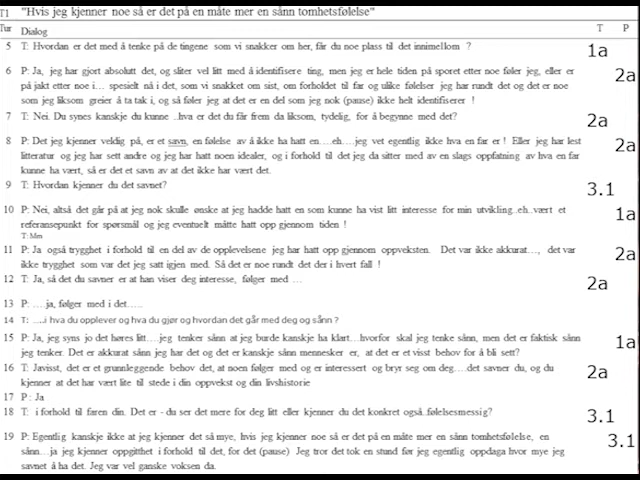 T1 "Hvis jeg kjenner noe så er det på en måte mer en sånn tomhetsfølelse"
Tur Dialog T P
5 T: Hvordan er det med å tenke på de tingene som vi snakker om her, får du noe plass til det innimellom ? 1a
6 P: Ja, jeg har gjort absolutt det, og sliter vel litt med å identifisere ting, men jeg er hele tiden på sporet etter noe føler jeg, eller er 2a
på jakt etter noe i… spesielt nå i det, som vi snakket om sist, om forholdet til far og ulike følelser jeg har rundt det og det er noe
som jeg liksom greier å ta tak i, og så føler jeg at det er en del som jeg nok (pause) ikke helt identifiserer !
7 T: Nei. Du synes kanskje du kunne ..hva er det du får frem da liksom, tydelig, for å begynne med det? 2a
8 P: Det jeg kjenner veldig på, er et savn, en følelse av å ikke ha hatt en….eh….jeg vet egentlig ikke hva en far er ! Eller jeg har lest 2a
litteratur og jeg har sett andre og jeg har hatt noen idealer, og i forhold til det jeg da sitter med av en slags oppfatning av hva en far
kunne ha vært, så er det et savn av at det ikke har vært det.
9 T: Hvordan kjenner du det savnet? 3.1
10 P: Nei, altså det går på at jeg nok skulle ønske at jeg hadde hatt en som kunne ha vist litt interesse for min utvikling..eh..vært et 1a
referansepunkt for spørsmål og jeg eventuelt måtte hatt opp gjennom tiden !
T: Mm
11 P: Ja også trygghet i forhold til en del av de opplevelsene jeg har hatt opp gjennom oppveksten. Det var ikke akkurat…, det var 2a
ikke trygghet som var det jeg satt igjen med. Så det er noe rundt det der i hvert fall !
12 T: Ja, så det du savner er at han viser deg interesse, følger med … 2a
13 P: ….ja, følger med i det…..
14 T: ….i hva du opplever og hva du gjør og hvordan det går med deg og sånn ?
15 P: Ja, jeg syns jo det høres litt….jeg tenker sånn at jeg burde kanskje ha klart…hvorfor skal jeg tenke sånn, men det er faktisk sånn 1a
jeg tenker. Det er akkurat sånn jeg har det og det er kanskje sånn mennesker er, at det er et visst behov for å bli sett?
16 T: Javisst, det er et grunnleggende behov det, at noen følger med og er interessert og bryr seg om deg….det savner du, og du 2a
kjenner at det har vært lite til stede i din oppvekst og din livshistorie
17 P : Ja
18 T: i forhold til faren din. Det er - du ser det mere for deg litt eller kjenner du det konkret også..følelsesmessig? 3.1
19 P: Egentlig kanskje ikke at jeg kjenner det så mye, hvis jeg kjenner noe så er det på en måte mer en sånn tomhetsfølelse, en 3.1
sånn…ja jeg kjenner oppgitthet i forhold til det, for det (pause) Jeg tror det tok en stund før jeg egentlig oppdaga hvor mye jeg
savnet å ha det. Jeg var vel ganske voksen da.